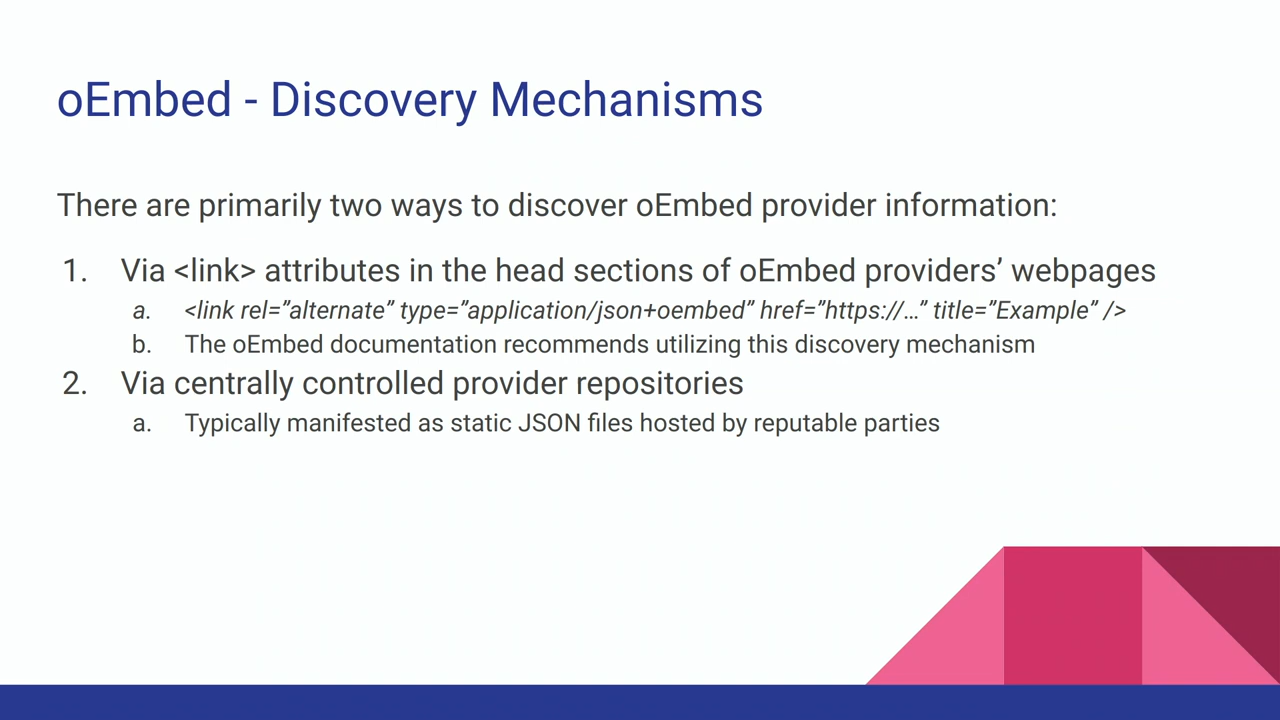 oEmbed - Discovery Mechanisms
There are primarily two ways to discover oEmbed provider information:
1. Via <link> attributes in the head sections of oEmbed providers’ webpages
a. <link rel=”alternate” type=”application/json+oembed” href=”https://…” title=”Example” />
b. The oEmbed documentation recommends utilizing this discovery mechanism
2. Via centrally controlled provider repositories
a. Typically manifested as static JSON files hosted by reputable parties